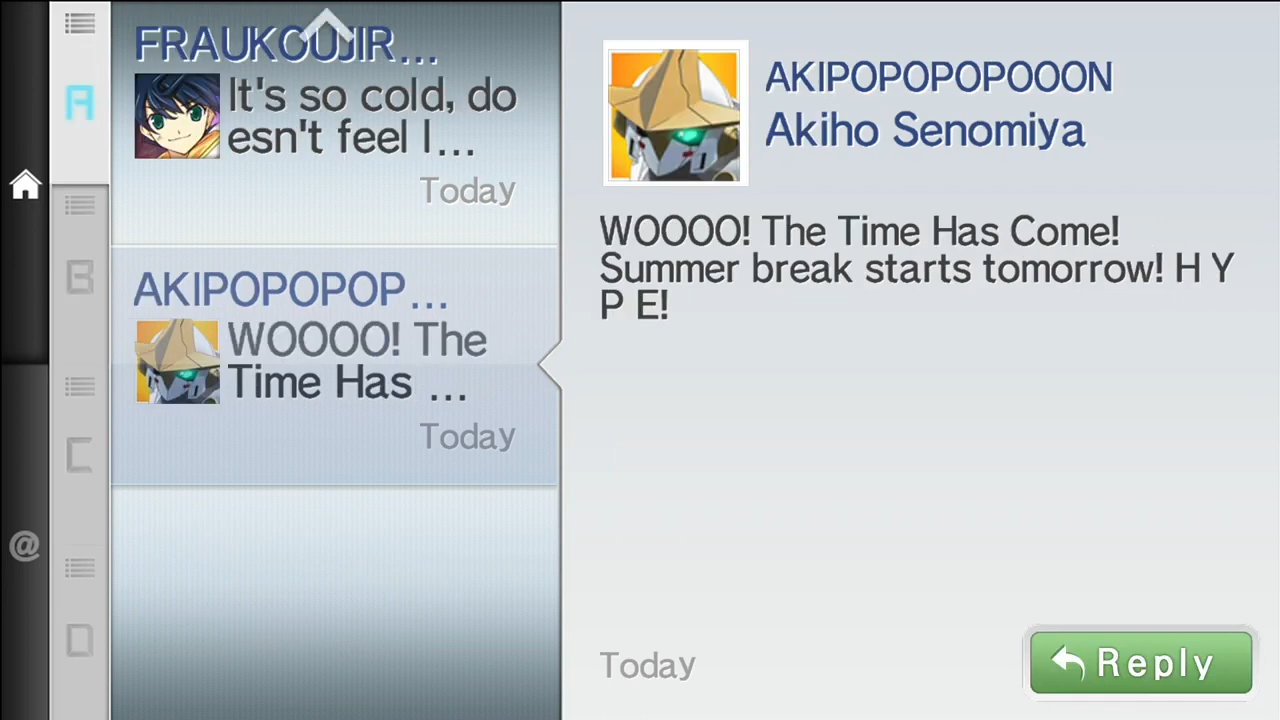 A
B
C
D
@
FRAUKOUJIR...
It's so cold, do
esn't feel l...
Today
AKIPOPOPOP...
WOOOO! The
Time Has ...
Today
AKIPOPOPOPOOON
Akiho Senomiya
WOOOO! The Time Has Come!
Summer break starts tomorrow! H Y
P E!
Today
Reply